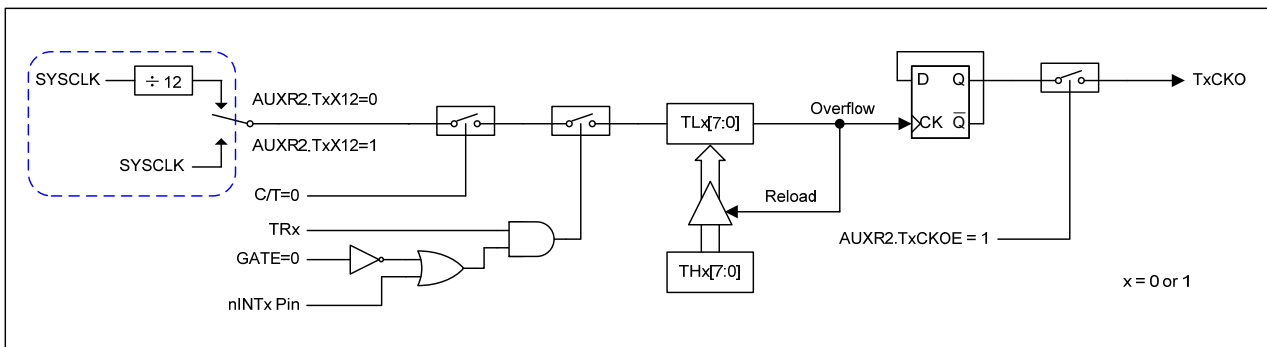 SYSCLK
÷ 12
AUXR2.TxX12=0
AUXR2.TxX12=1
SYSCLK
C/T=0
TRx
GATE=0
nINTx Pin
TLx[7:0]
Overflow
Reload
THx[7:0]
D Q
CK Q̅
TxCKO
AUXR2.TxCKOE = 1
x = 0 or 1